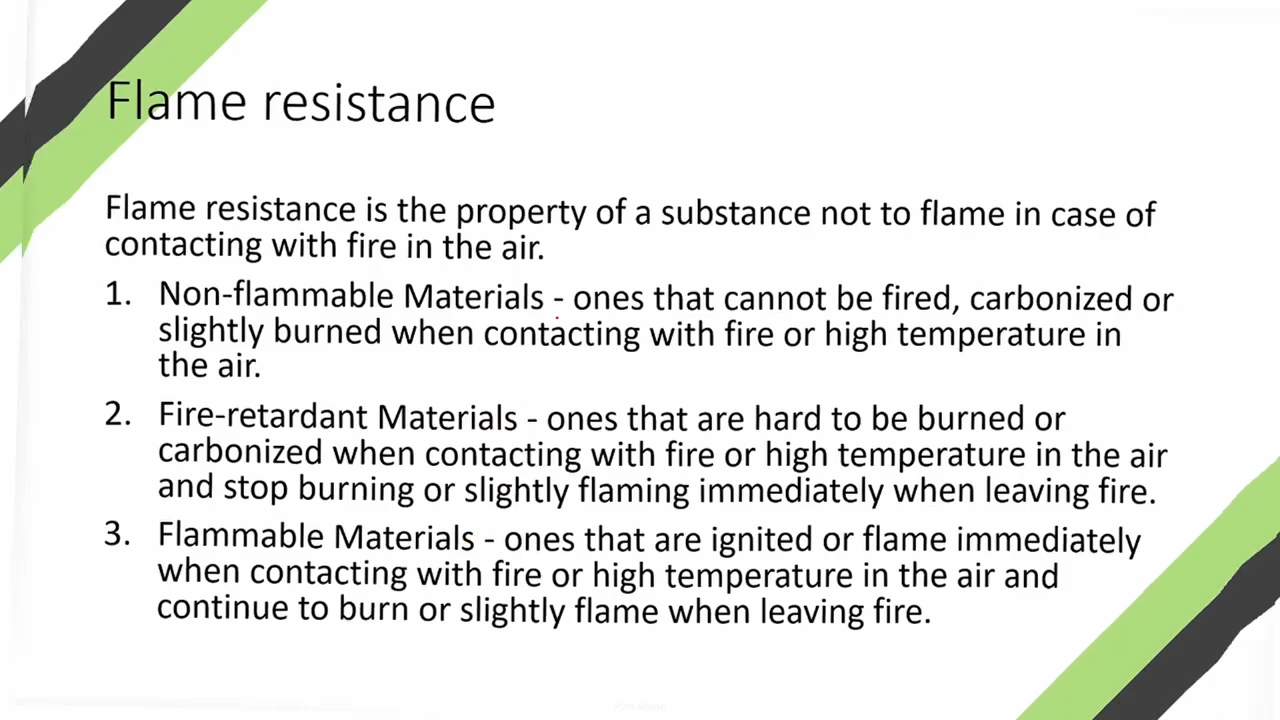 Flame resistance
Flame resistance is the property of a substance not to flame in case of
contacting with fire in the air.
1. Non-flammable Materials - ones that cannot be fired, carbonized or
slightly burned when contacting with fire or high temperature in
the air.
2. Fire-retardant Materials - ones that are hard to be burned or
carbonized when contacting with fire or high temperature in the air
and stop burning or slightly flaming immediately when leaving fire.
3. Flammable Materials - ones that are ignited or flame immediately
when contacting with fire or high temperature in the air and
continue to burn or slightly flame when leaving fire.